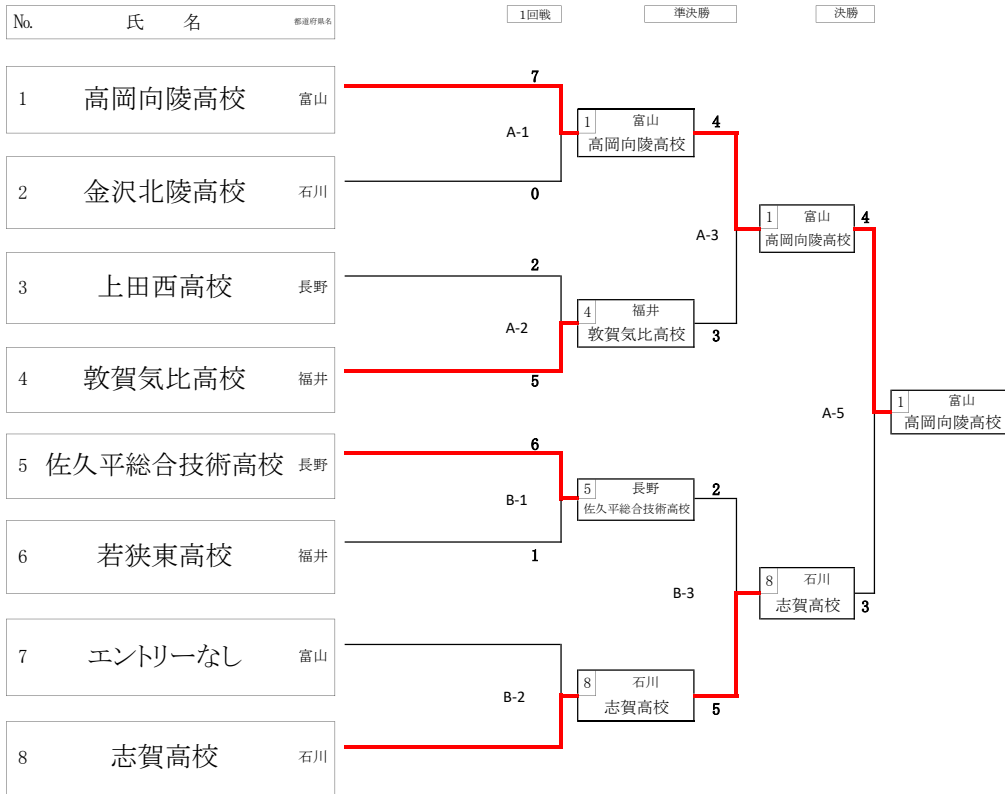 No. 氏 名 都道府県名 1回戦 準決勝 決勝
1 高岡向陵高校 富山
2 金沢北陵高校 石川
3 上田西高校 長野
4 敦賀気比高校 福井
5 佐久平総合技術高校 長野
6 若狭東高校 福井
7 エントリーなし 富山
8 志賀高校 石川
7
A-1
0
2
A-2
5
6
B-1
1
B-2
1 富山
高岡向陵高校
4
A-3
4 福井
敦賀気比高校
3
5 長野
佐久平総合技術高校
2
B-3
8 石川
志賀高校
5
1 富山
高岡向陵高校
4
A-5
8 石川
志賀高校
3
1 富山
高岡向陵高校